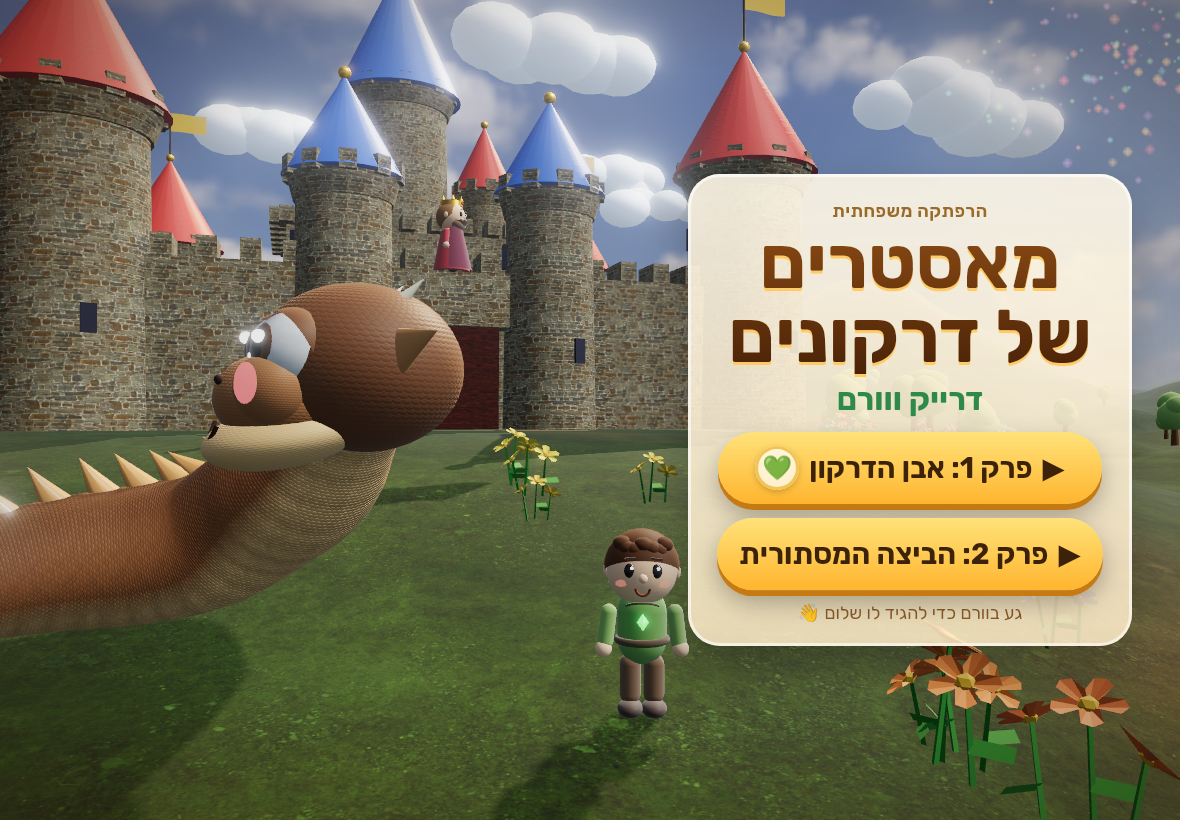 הרפתקה משפחתית
מאסטרים
של דרקונים
דרייק ווורם
▶ פרק 1: אבן הדרקון 💚
▶ פרק 2: הביצה המסתורית
גע בוורם כדי להגיד לו שלום 👋